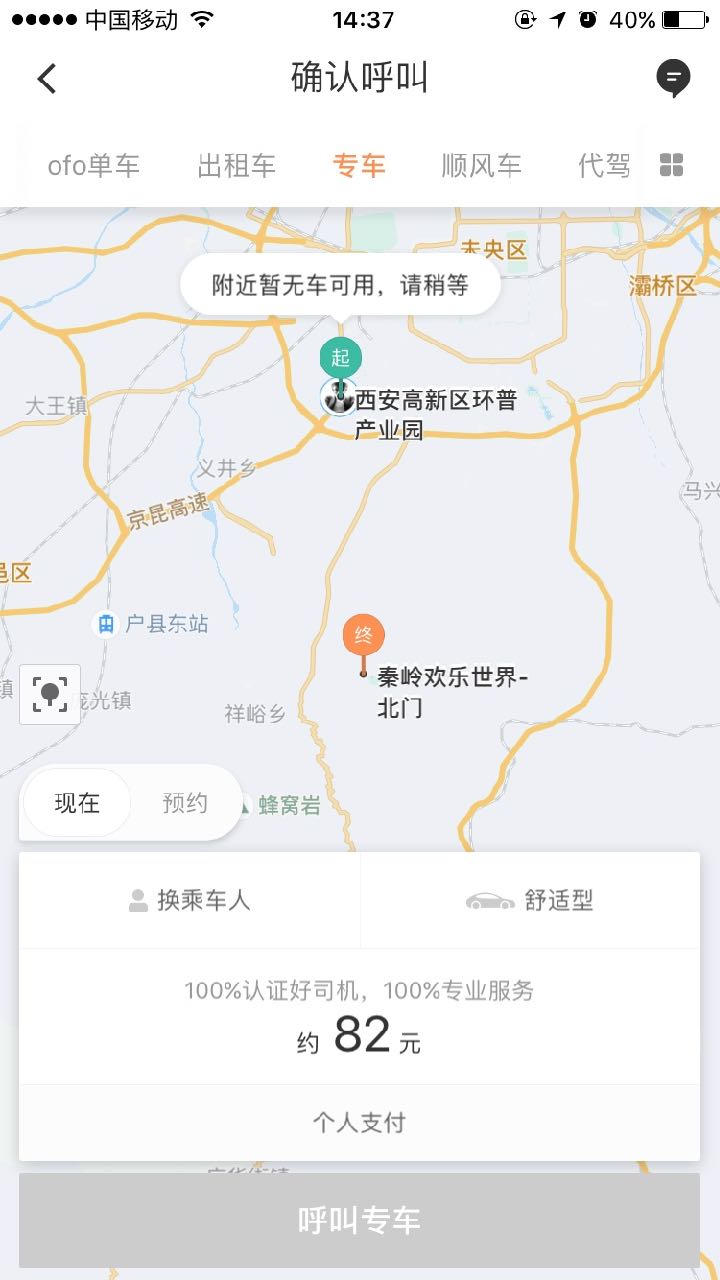 中国移动 14:37 40%
确认呼叫
ofo单车 出租车 专车 顺风车 代驾
未央区
附近暂无车可用，请稍等
灞桥区
起
大王镇
西安高新区环普
产业园
义井乡
马兴
京昆高速
邑区
户县东站
终
秦岭欢乐世界-
北门
镇
庞光镇
祥峪乡
现在 预约
蜂窝岩
换乘车人 舒适型
100%认证好司机，100%专业服务
约 82 元
个人支付
呼叫专车